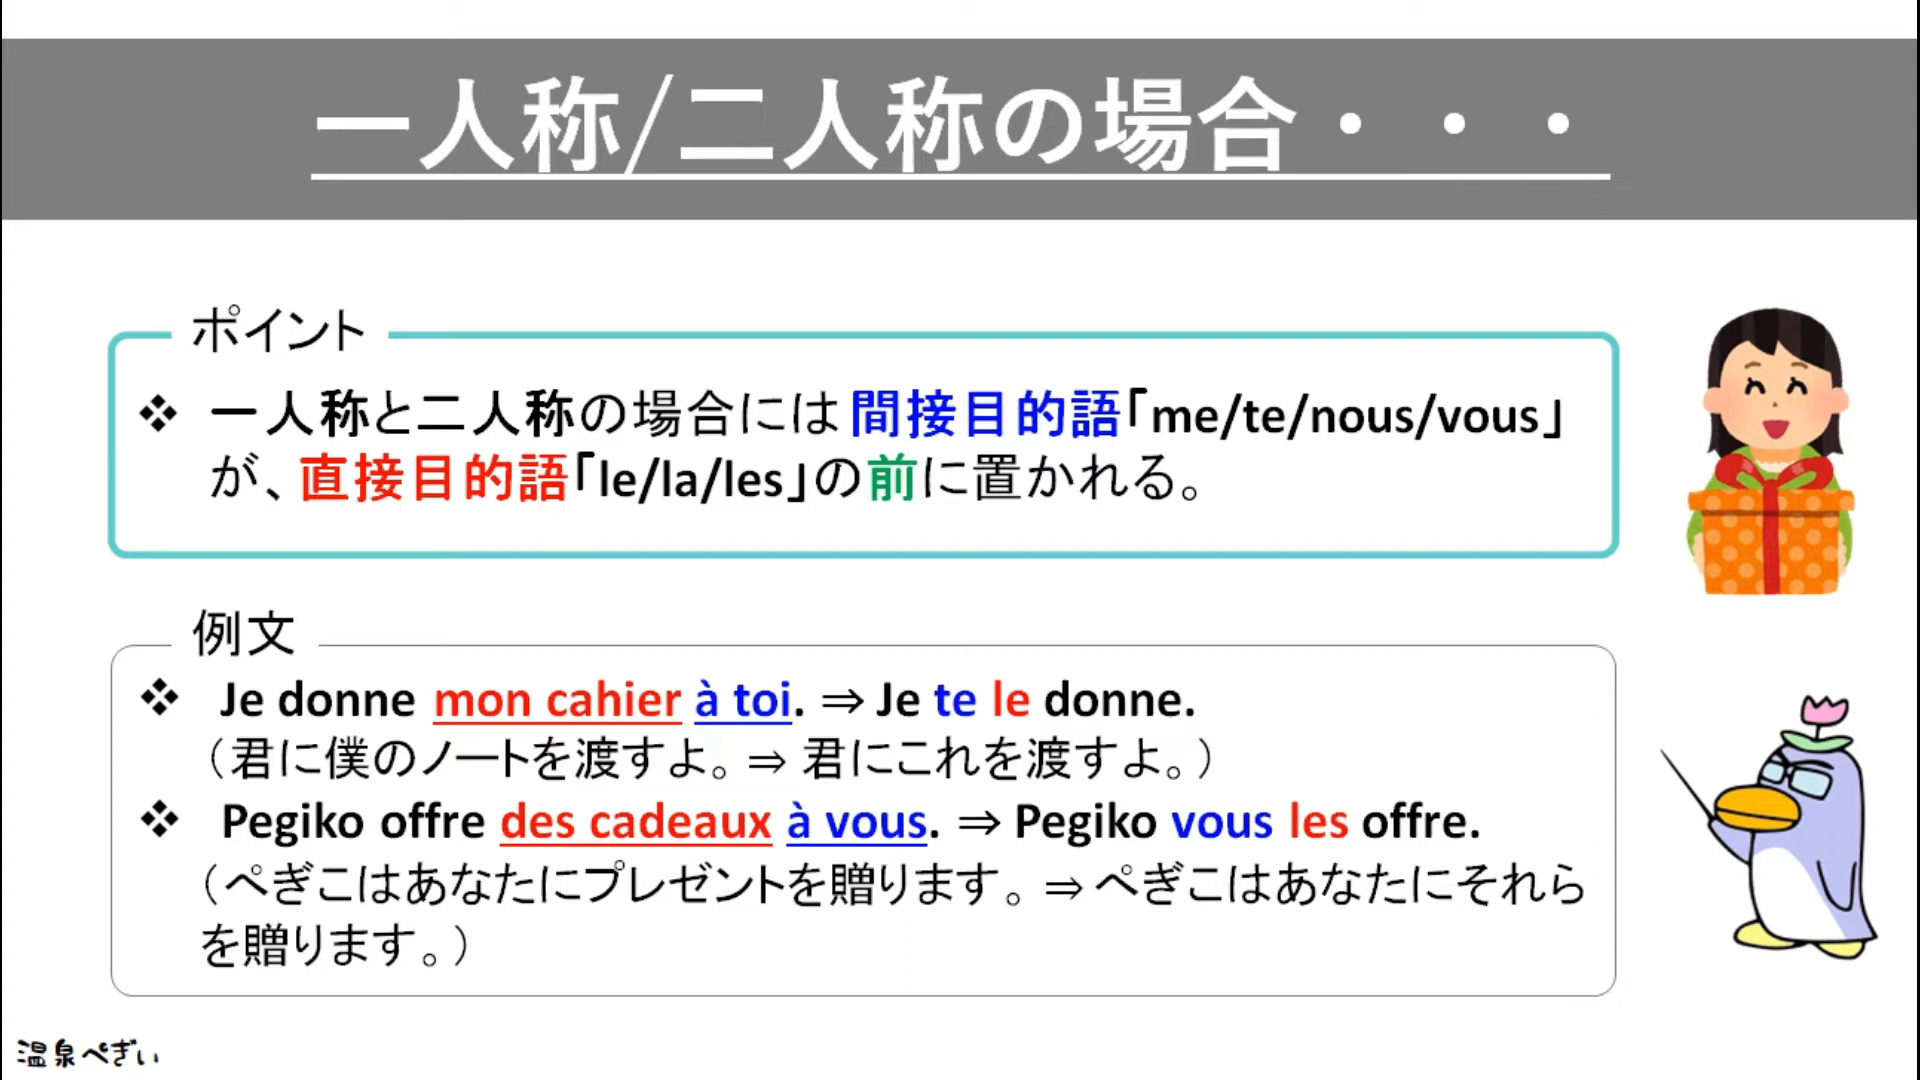 一人称/二人称の場合・・・
ポイント
❖ 一人称と二人称の場合には間接目的語「me/te/nous/vous」
が、直接目的語「le/la/les」の前に置かれる。
例文
❖ Je donne mon cahier à toi. ⇒ Je te le donne.
（君に僕のノートを渡すよ。⇒ 君にこれを渡すよ。）
❖ Pegiko offre des cadeaux à vous. ⇒ Pegiko vous les offre.
（ぺぎこはあなたにプレゼントを贈ります。⇒ ぺぎこはあなたにそれら
を贈ります。）
温泉ぺぎぃ